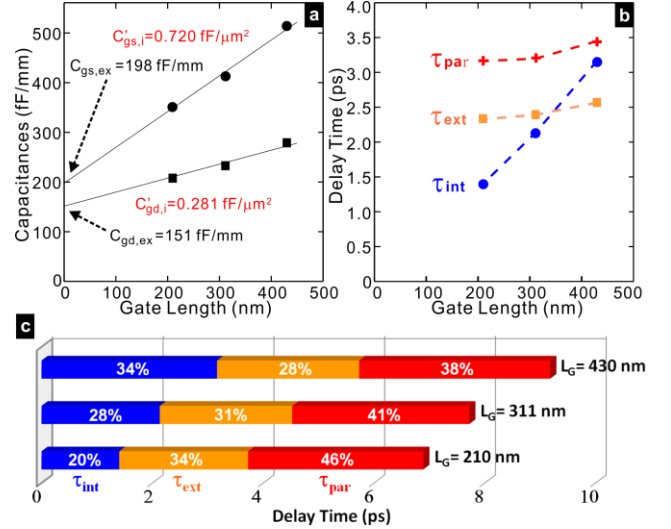 a
C'gs,i=0.720 fF/μm²
Cgs,ex=198 fF/mm
C'gd,i=0.281 fF/μm²
Cgd,ex=151 fF/mm
Capacitances (fF/mm)
500
400
300
200
100
0
0 100 200 300 400 500
Gate Length (nm)
b
τpar
τext
τint
Delay Time (ps)
4.0
3.5
3.0
2.5
2.0
1.5
1.0
.5
0
0 100 200 300 400 500
Gate Length (nm)
c
34% 28% 38% LG= 430 nm
28% 31% 41% LG= 311 nm
20% 34% 46% LG= 210 nm
τint τext τpar
0 2 4 6 8 10
Delay Time (ps)